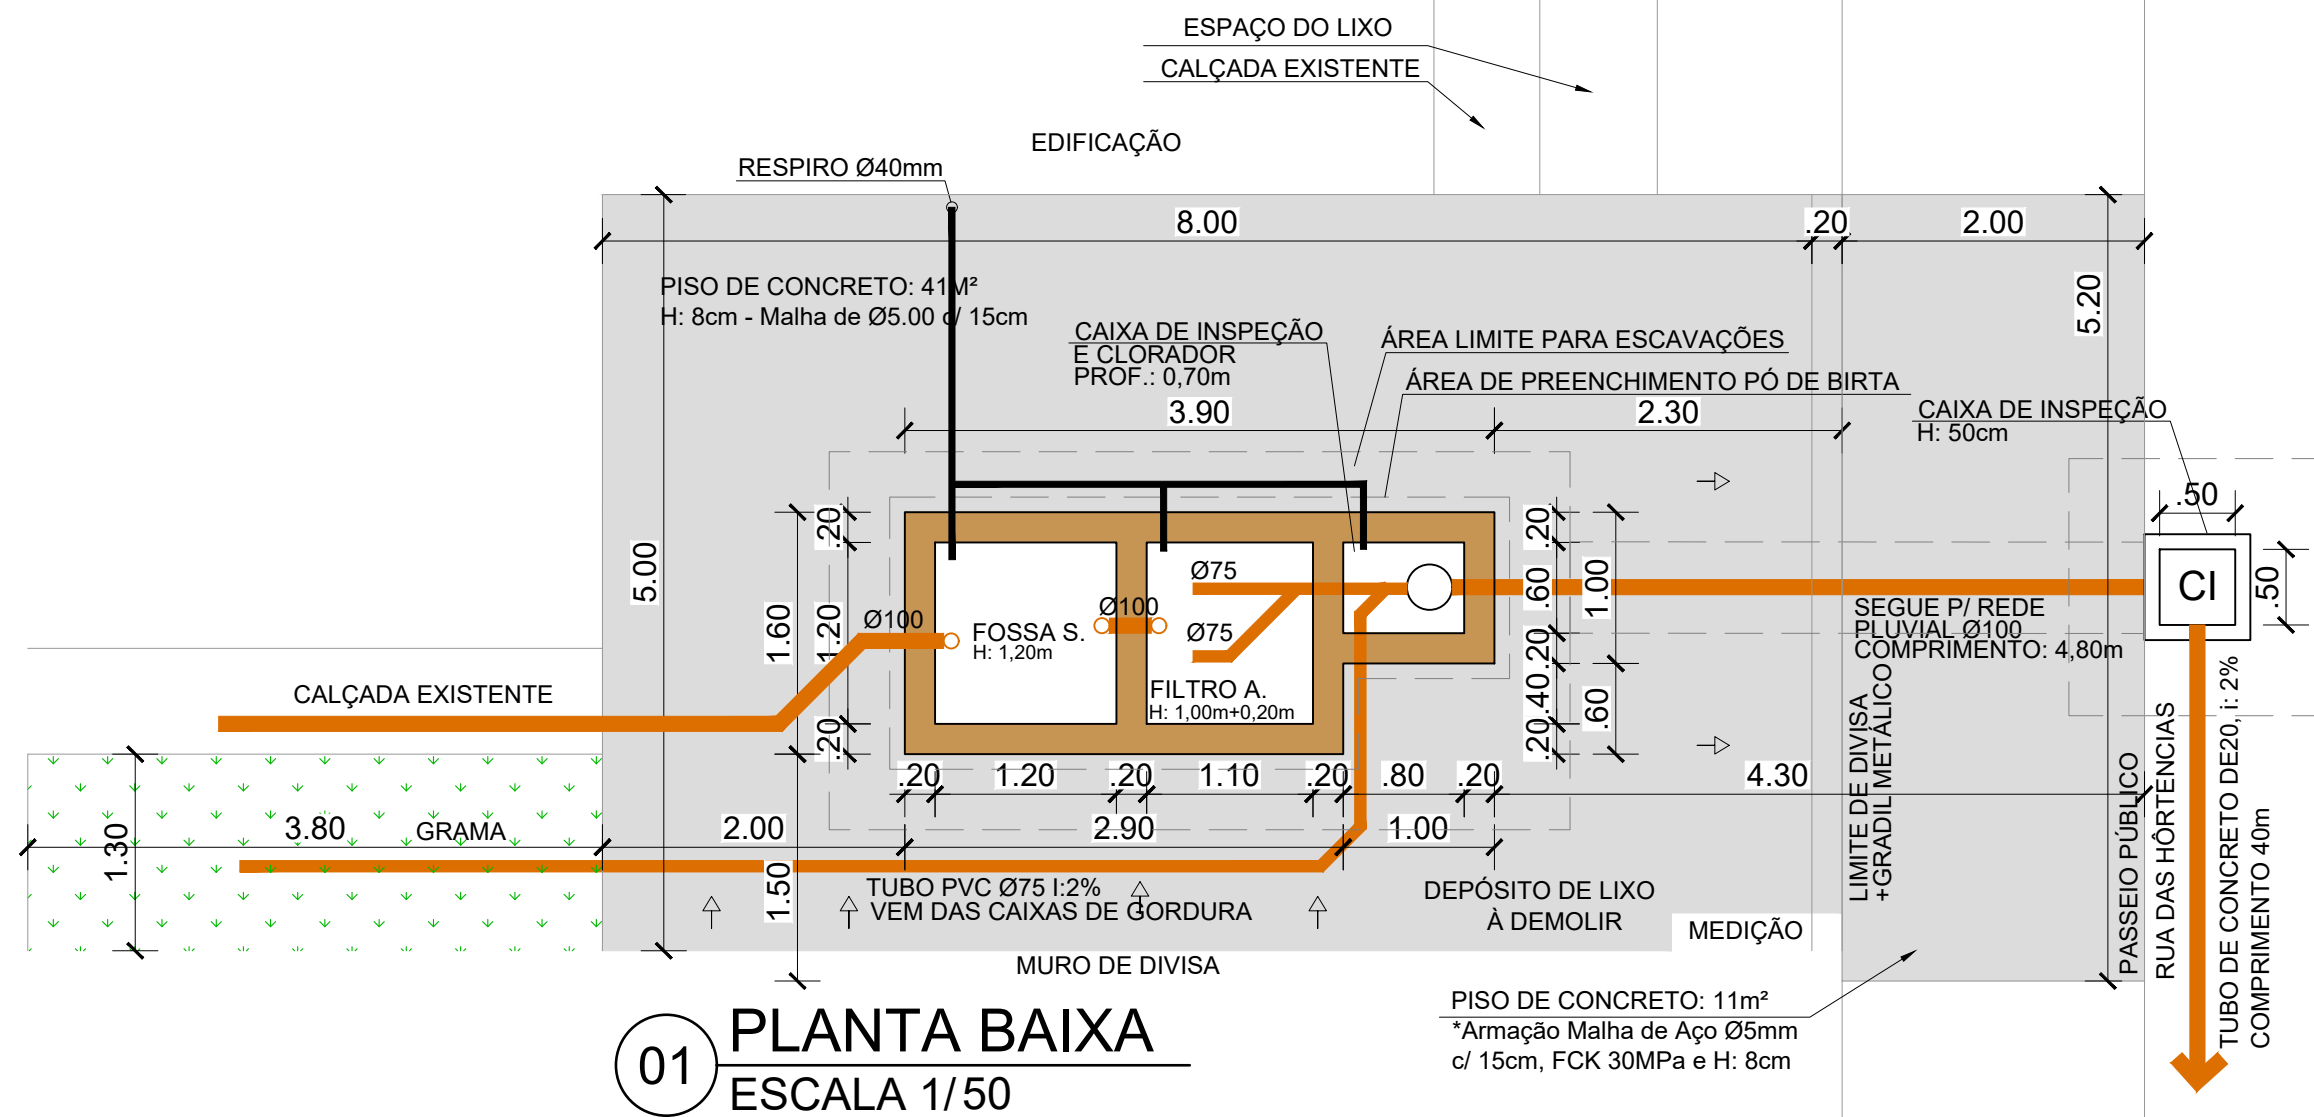 ESPAÇO DO LIXO
CALÇADA EXISTENTE
EDIFICAÇÃO
RESPIRO Ø40mm
8.00
.20
2.00
PISO DE CONCRETO: 41M²
H: 8cm - Malha de Ø5.00 c/ 15cm
5.20
CAIXA DE INSPEÇÃO
E CLORADOR
PROF.: 0,70m
ÁREA LIMITE PARA ESCAVAÇÕES
ÁREA DE PREENCHIMENTO PÓ DE BIRTA
3.90
2.30
CAIXA DE INSPEÇÃO
H: 50cm
.50
.50
CI
5.00
1.60
.20
1.20
.20
Ø100
FOSSA S.
H: 1,20m
Ø100
Ø75
Ø75
FILTRO A.
H: 1,00m+0,20m
.20
.60
.20
.40
.20
1.00
.60
SEGUE P/ REDE
PLUVIAL Ø100
COMPRIMENTO: 4,80m
CALÇADA EXISTENTE
.20
1.20
.20
1.10
.20
.80
.20
4.30
1.30
3.80
GRAMA
2.00
2.90
1.00
1.50
TUBO PVC Ø75 I:2%
VEM DAS CAIXAS DE GORDURA
DEPÓSITO DE LIXO
À DEMOLIR
MEDIÇÃO
LIMITE DE DIVISA
+GRADIL METÁLICO
PASSEIO PÚBLICO
RUA DAS HÔRTENCIAS
TUBO DE CONCRETO DE20, i: 2%
COMPRIMENTO 40m
MURO DE DIVISA
PISO DE CONCRETO: 11m²
*Armação Malha de Aço Ø5mm
c/ 15cm, FCK 30MPa e H: 8cm
01
PLANTA BAIXA
ESCALA 1/50